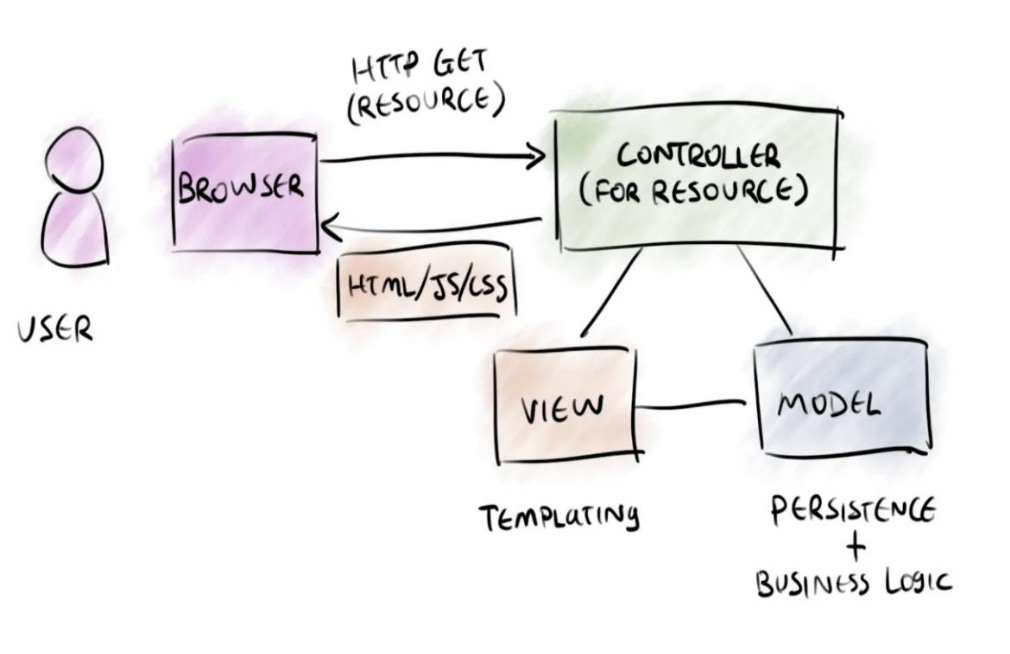 HTTP GET
(RESOURCE)
BROWSER
CONTROLLER
(FOR RESOURCE)
HTML/JS/CSS
USER
VIEW
MODEL
TEMPLATING
PERSISTENCE
+
BUSINESS LOGIC